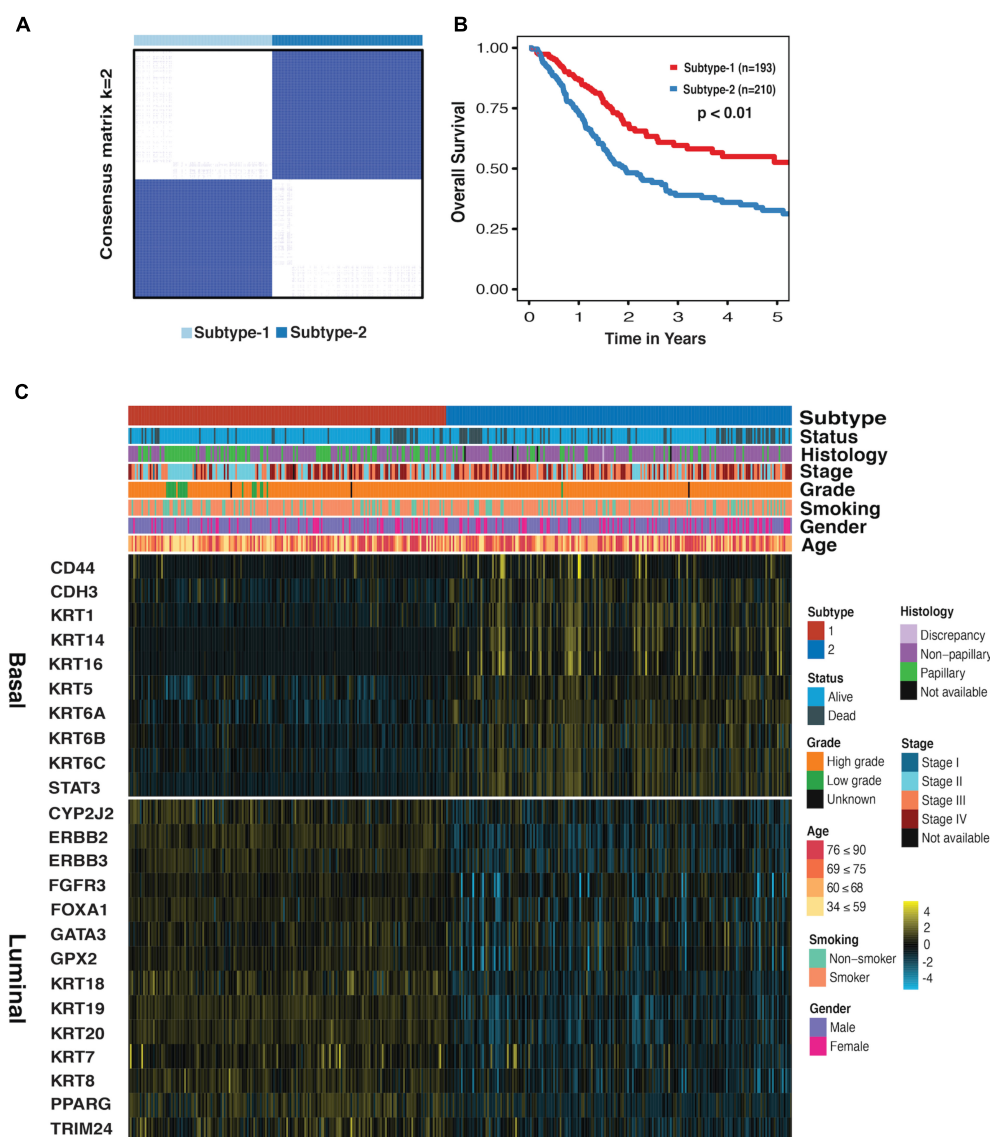 A
Consensus matrix k=2
Subtype-1 Subtype-2
B
Overall Survival
1.00
0.75
0.50
0.25
0.00
Subtype-1 (n=193)
Subtype-2 (n=210)
p < 0.01
0 1 2 3 4 5
Time in Years
C
Subtype
Status
Histology
Stage
Grade
Smoking
Gender
Age
Basal
CD44
CDH3
KRT1
KRT14
KRT16
KRT5
KRT6A
KRT6B
KRT6C
STAT3
Luminal
CYP2J2
ERBB2
ERBB3
FGFR3
FOXA1
GATA3
GPX2
KRT18
KRT19
KRT20
KRT7
KRT8
PPARG
TRIM24
Subtype
1
2
Status
Alive
Dead
Grade
High grade
Low grade
Unknown
Age
76 ≤ 90
69 ≤ 75
60 ≤ 68
34 ≤ 59
Smoking
Non−smoker
Smoker
Gender
Male
Female
Histology
Discrepancy
Non−papillary
Papillary
Not available
Stage
Stage I
Stage II
Stage III
Stage IV
Not available
4
2
0
-2
-4